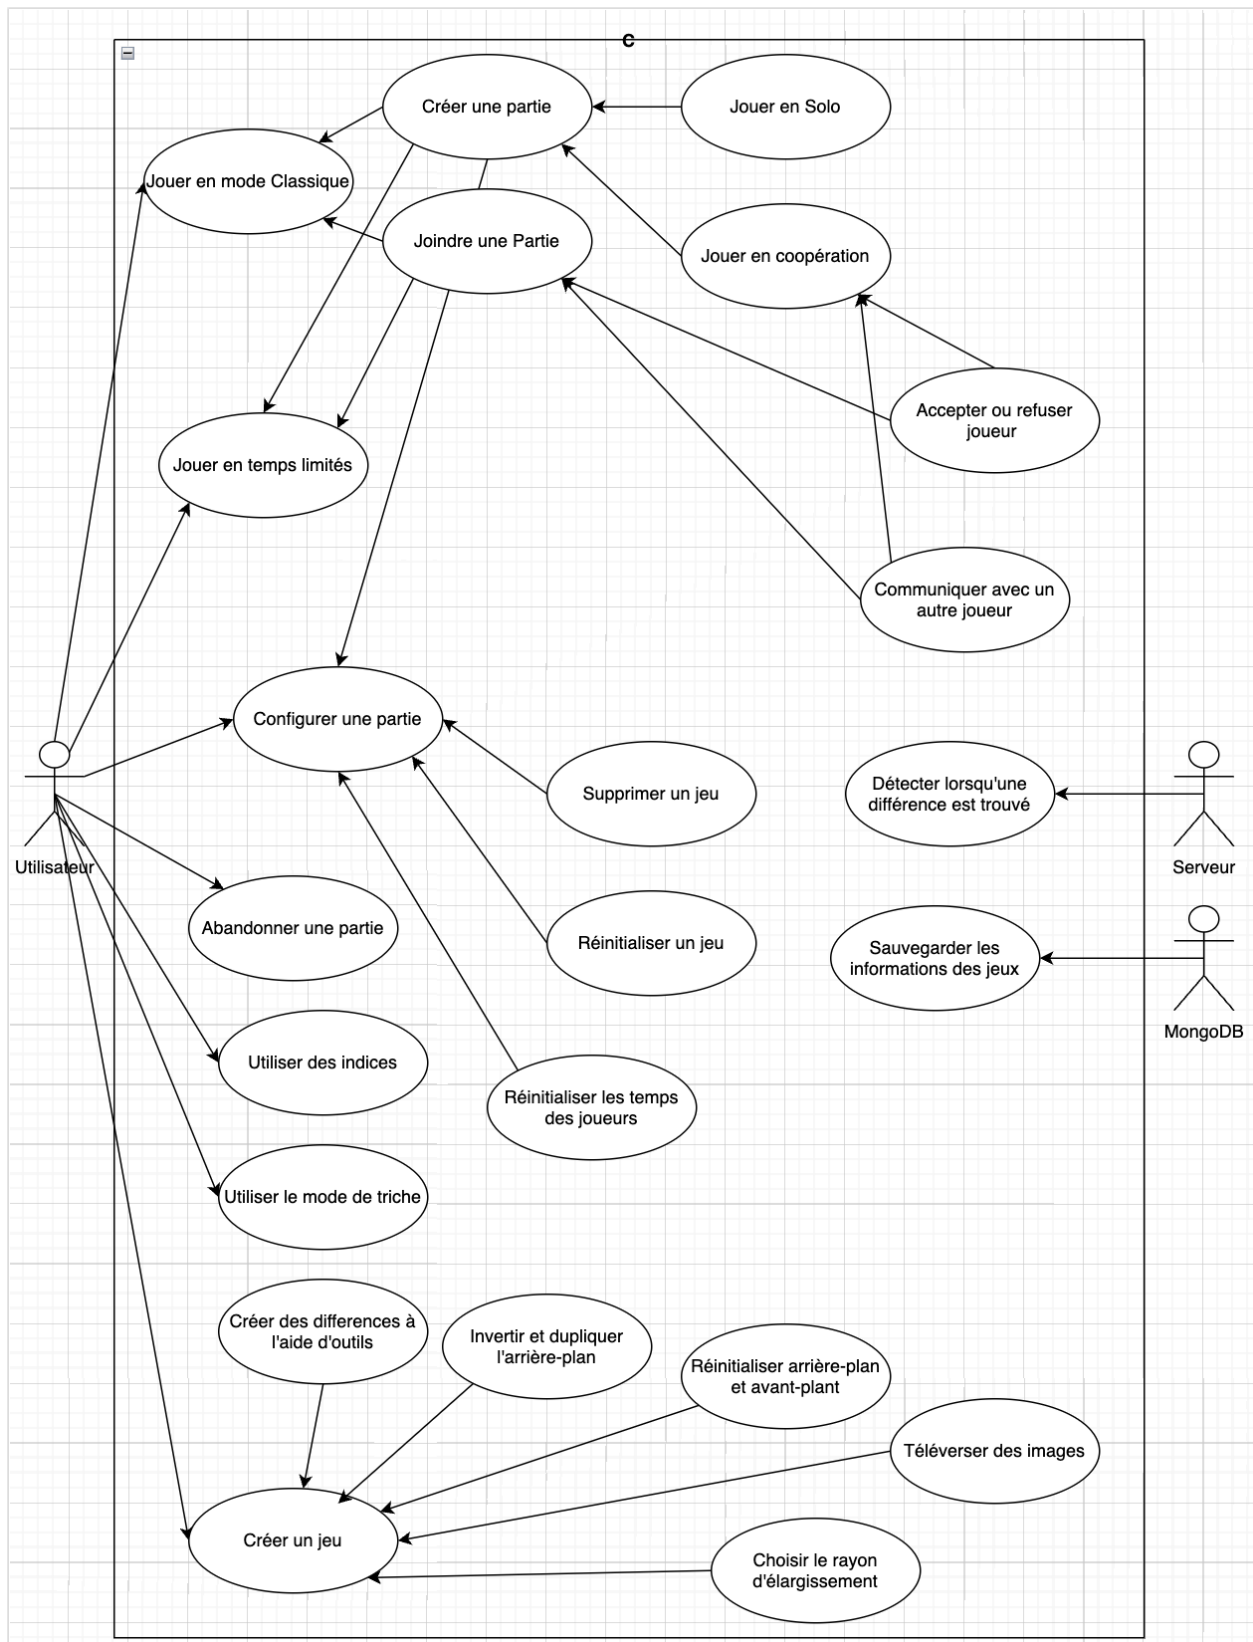 C
Créer une partie
Jouer en Solo
Jouer en mode Classique
Joindre une Partie
Jouer en coopération
Accepter ou refuser
joueur
Jouer en temps limités
Communiquer avec un
autre joueur
Configurer une partie
Supprimer un jeu
Détecter lorsqu'une
différence est trouvé
Utilisateur
Serveur
Abandonner une partie
Réinitialiser un jeu
Sauvegarder les
informations des jeux
MongoDB
Utiliser des indices
Réinitialiser les temps
des joueurs
Utiliser le mode de triche
Créer des differences à
l'aide d'outils
Invertir et dupliquer
l'arrière-plan
Réinitialiser arrière-plan
et avant-plant
Téléverser des images
Créer un jeu
Choisir le rayon
d'élargissement